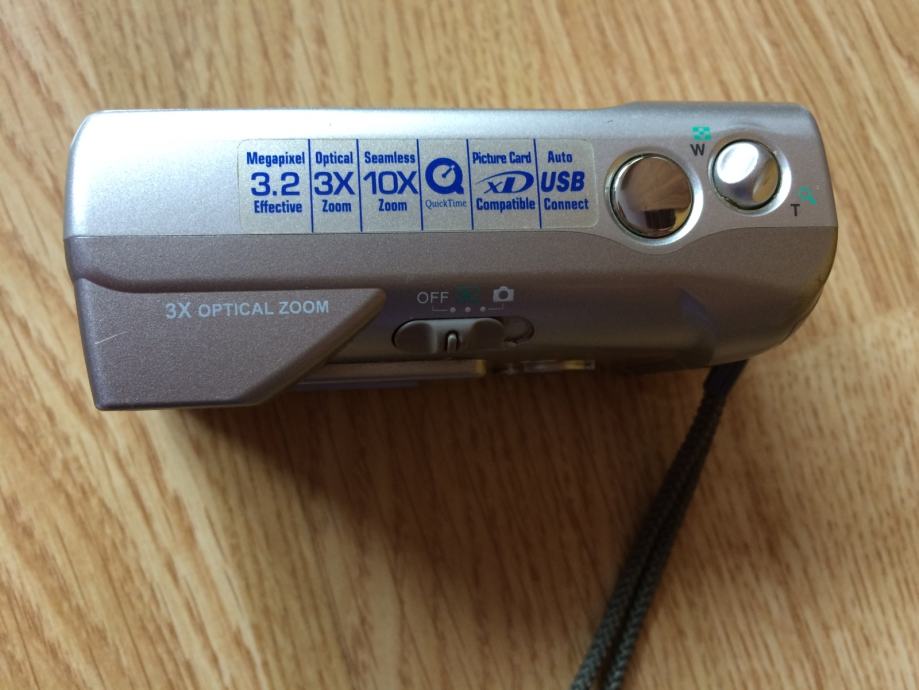 Megapixel
3.2
Effective
Optical
3X
Zoom
Seamless
10X
Zoom
QuickTime
Picture Card
xD
Compatible
Auto
USB
Connect
W
T
3X OPTICAL ZOOM
OFF